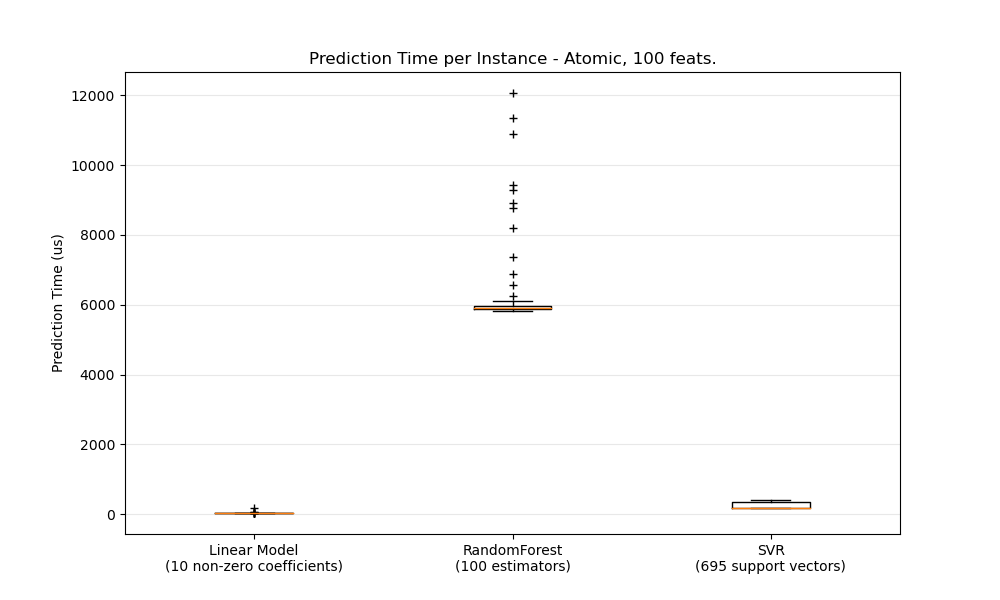 Prediction Time per Instance - Atomic, 100 feats.
Prediction Time (us)
12000
10000
8000
6000
4000
2000
0
Linear Model
(10 non-zero coefficients)
RandomForest
(100 estimators)
SVR
(695 support vectors)